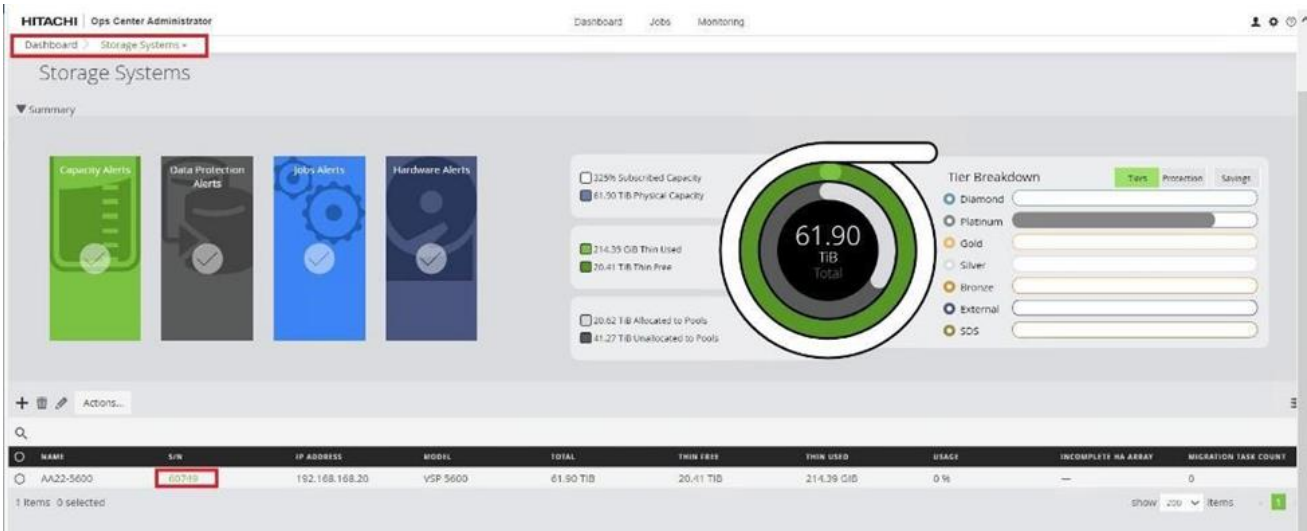 HITACHI Ops Center Administrator Dashboard Jobs Monitoring
Dashboard Storage Systems
Storage Systems
Summary
Capacity Alerts
Data Protection Alerts
Jobs Alerts
Hardware Alerts
325% Subscribed Capacity
61.90 TiB Physical Capacity
214.39 GiB Thin Used
20.41 TiB Thin Free
20.62 TiB Allocated to Pools
41.27 TiB Unallocated to Pools
61.90
TiB
Total
Tier Breakdown Tiers Protection Savings
Diamond
Platinum
Gold
Silver
Bronze
External
SDS
Actions...
NAME S/N IP ADDRESS MODEL TOTAL THIN FREE THIN USED USAGE INCOMPLETE HA ARRAY MIGRATION TASK COUNT
AA22-5600 60749 192.168.168.20 VSP 5600 61.90 TiB 20.41 TiB 214.39 GiB 0 % — 0
1 Items 0 selected show 200 items 1